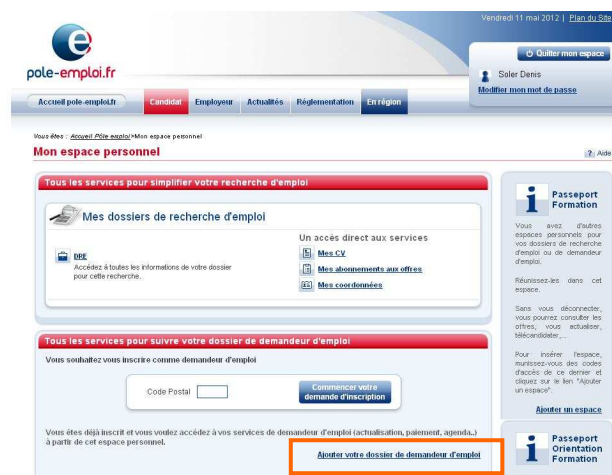 Vendredi 11 mai 2012 | Plan du Site
pole-emploi.fr
Quitter mon espace
Soler Denis
Modifier mon mot de passe
Accueil pole-emploi.fr Candidat Employeur Actualités Réglementation En région
Vous êtes : Accueil Pôle emploi>Mon espace personnel
Mon espace personnel
? Aide
Tous les services pour simplifier votre recherche d'emploi
Mes dossiers de recherche d'emploi
DRE
Accédez à toutes les informations de votre dossier
pour cette recherche.
Un accès direct aux services
Mes CV
Mes abonnements aux offres
Mes coordonnées
Tous les services pour suivre votre dossier de demandeur d'emploi
Vous souhaitez vous inscrire comme demandeur d'emploi
Code Postal
Commencer votre
demande d'inscription
Vous êtes déjà inscrit et vous voulez accédez à vos services de demandeur d'emploi (actualisation, paiement, agenda..)
à partir de cet espace personnel.
Ajouter votre dossier de demandeur d'emploi
Passeport
Formation
Vous avez d'autres
espaces personnels pour
vos dossiers de recherche
d'emploi ou de demandeur
d'emploi.
Réunissez-les dans cet
espace.
Sans vous déconnecter,
vous pourrez consulter les
offres, vous actualiser,
télécandidater,...
Pour insérer l'espace,
munissez-vous des codes
d'accès de ce dernier et
cliquez sur le lien "Ajouter
un espace".
Ajouter un espace
Passeport
Orientation
Formation